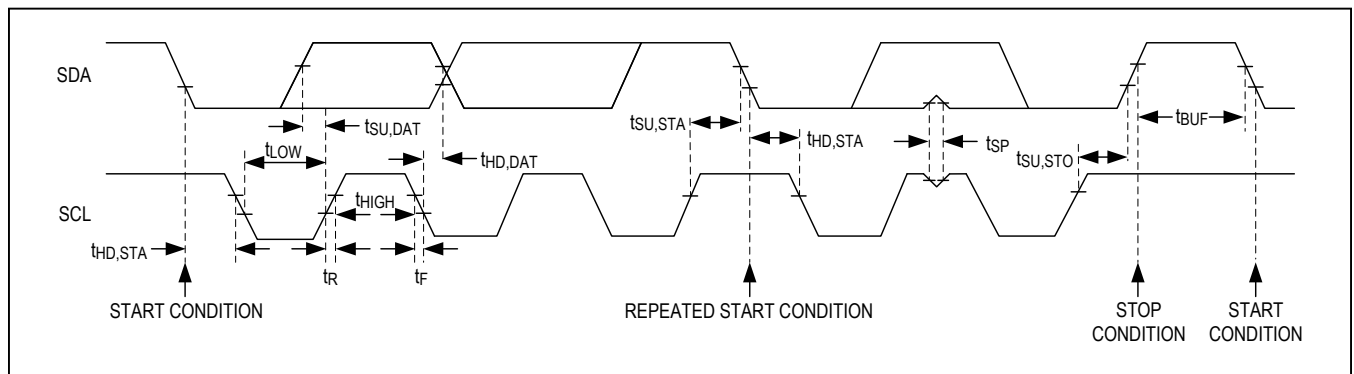 SDA
tSU,DAT
tLOW
tHD,DAT
tSU,STA
tHD,STA
tSP
tBUF
tSU,STO
SCL
tHIGH
tHD,STA
tR
tF
START CONDITION
REPEATED START CONDITION
STOP
CONDITION
START
CONDITION